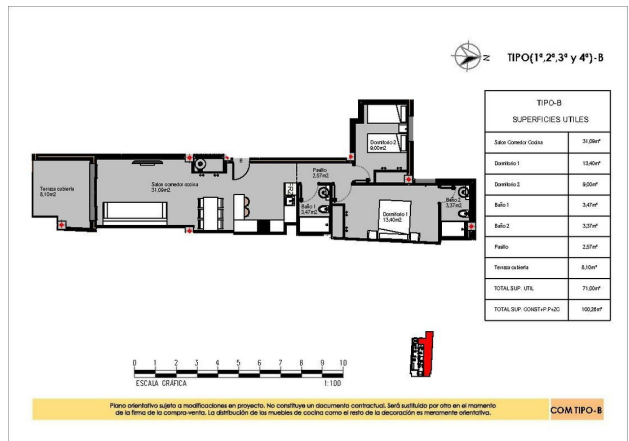 N
TIPO(1ª,2ª,3ª y 4ª)-B
TIPO-B
SUPERFICIES UTILES
Salon Comedor Cocina 31,09m²
Dormitorio 1 13,40m²
Dormitorio 2 9,00m²
Baño 1 3,47m²
Baño 2 3,37m²
Pasillo 2,57m²
Terraza cubierta 8,10m²
TOTAL SUP. UTIL 71,00m²
TOTAL SUP. CONST+P.P+ZC 100,28m²
Dormitorio 2
9,00m2
Pasillo
2,57m2
Terraza cubierta
8,10m2
Salon comedor cocina
31,09m2
Baño 1
3,47m2
Dormitorio 1
13,40m2
Baño 2
3,37m2
0 1 2 3 4 5 6 7 8 9 10
ESCALA GRÁFICA 1:100
Plano orientativo sujeto a modificaciones en proyecto. No constituye un documento contractual. Será sustituido por otro en el momento
de la firma de la compra-venta. La distribución de los muebles de cocina como el resto de la decoración es meramente orientativa.
COM TIPO-B